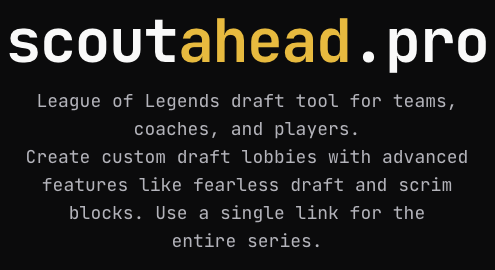 scoutahead.pro
League of Legends draft tool for teams,
coaches, and players.
Create custom draft lobbies with advanced
features like fearless draft and scrim
blocks. Use a single link for the
entire series.